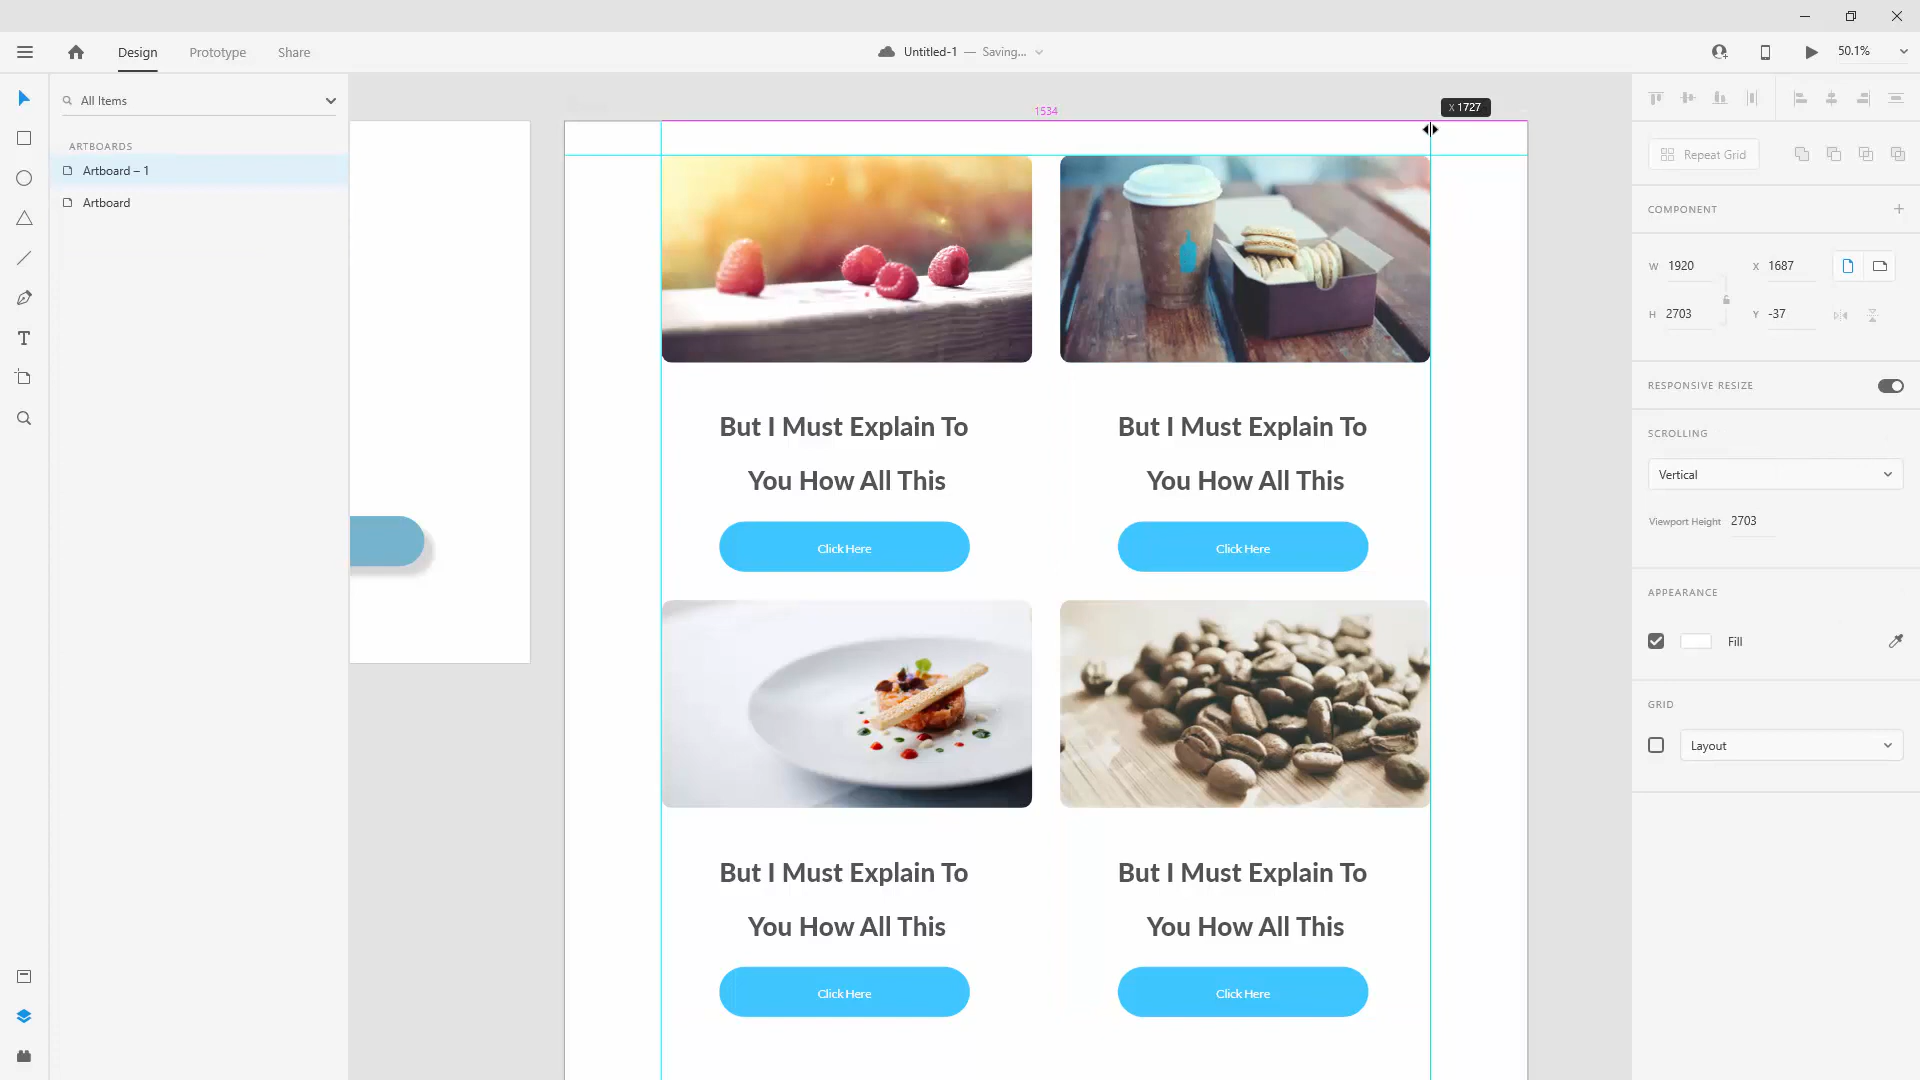 Design
Prototype
Share
Untitled-1 — Saving...
50.1%
All Items
ARTBOARDS
Artboard – 1
Artboard
1534
X 1727
But I Must Explain To
You How All This
Click Here
But I Must Explain To
You How All This
Click Here
But I Must Explain To
You How All This
Click Here
But I Must Explain To
You How All This
Click Here
Repeat Grid
COMPONENT
W 1920
X 1687
H 2703
Y -37
RESPONSIVE RESIZE
SCROLLING
Vertical
Viewport Height 2703
APPEARANCE
Fill
GRID
Layout